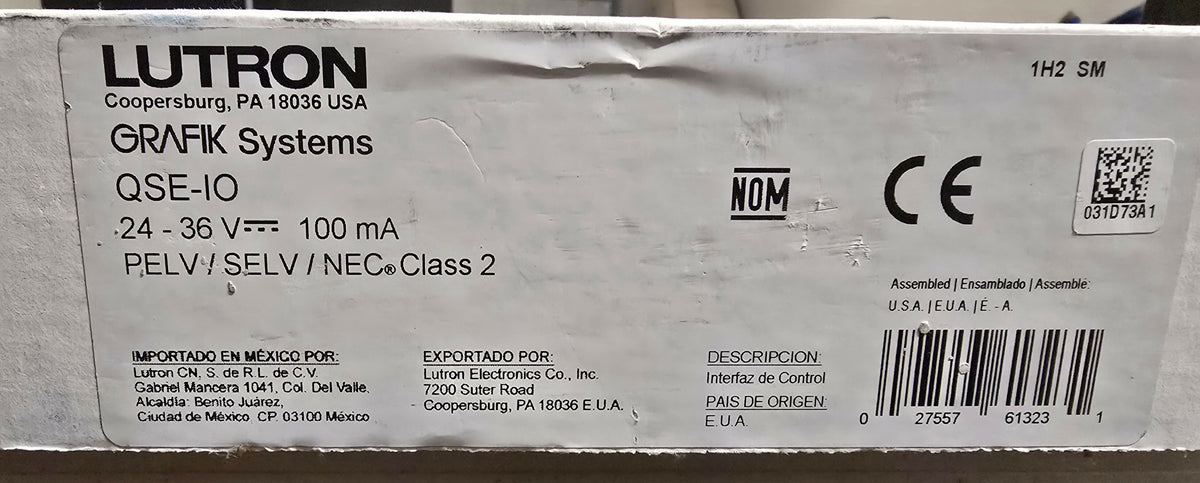 LUTRON
Coopersburg, PA 18036 USA
GRAFIK Systems
QSE-IO
24 - 36 V⎓ 100 mA
PELV / SELV / NEC® Class 2
1H2 SM
NOM
CE
031D73A1
Assembled | Ensamblado | Assemblé:
U.S.A. | E.U.A. | É. - A.
IMPORTADO EN MÉXICO POR:
Lutron CN, S. de R.L. de C.V.
Gabriel Mancera 1041, Col. Del Valle,
Alcaldía: Benito Juárez,
Ciudad de México CP. 03100 México
EXPORTADO POR:
Lutron Electronics Co., Inc.
7200 Suter Road
Coopersburg, PA 18036 E.U.A.
DESCRIPCION:
Interfaz de Control
PAIS DE ORIGEN:
E.U.A.
0 27557 61323 1